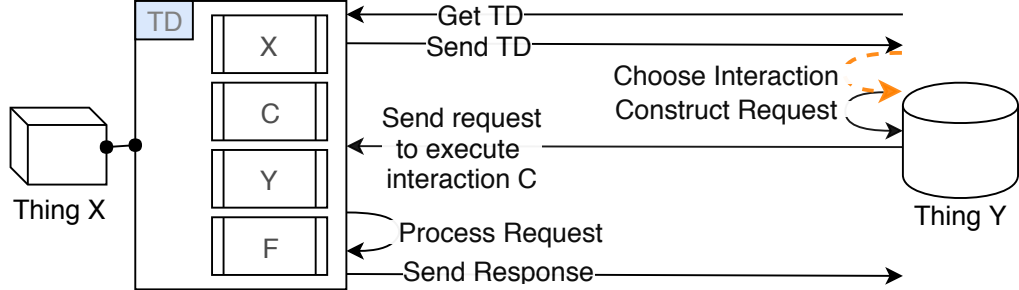 TD
X
C
Y
F
Thing X
Get TD
Send TD
Choose Interaction
Construct Request
Send request
to execute
interaction C
Process Request
Send Response
Thing Y